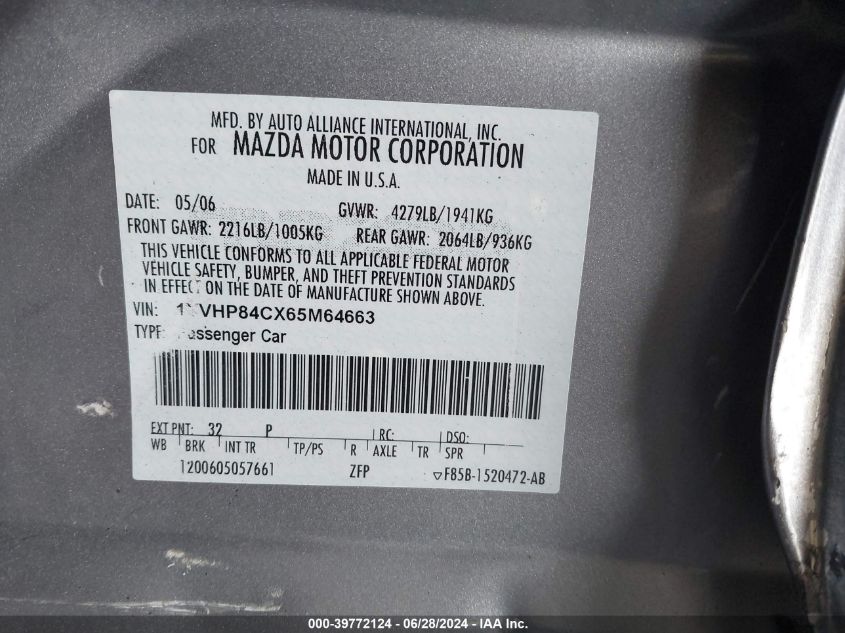 MFD. BY AUTO ALLIANCE INTERNATIONAL, INC.
FOR MAZDA MOTOR CORPORATION
MADE IN U.S.A.
DATE: 05/06 GVWR: 4279LB/1941KG
FRONT GAWR: 2216LB/1005KG REAR GAWR: 2064LB/936KG
THIS VEHICLE CONFORMS TO ALL APPLICABLE FEDERAL MOTOR
VEHICLE SAFETY, BUMPER, AND THEFT PREVENTION STANDARDS
IN EFFECT ON THE DATE OF MANUFACTURE SHOWN ABOVE.
VIN: VHP84CX65M64663
TYPE: Passenger Car
EXT PNT: 32 P RC: DSO:
WB BRK INT TR TP/PS R AXLE TR SPR
1200605057661 ZFP ▽F85B-1520472-AB
000-39772124 - 06/28/2024 - IAA Inc.